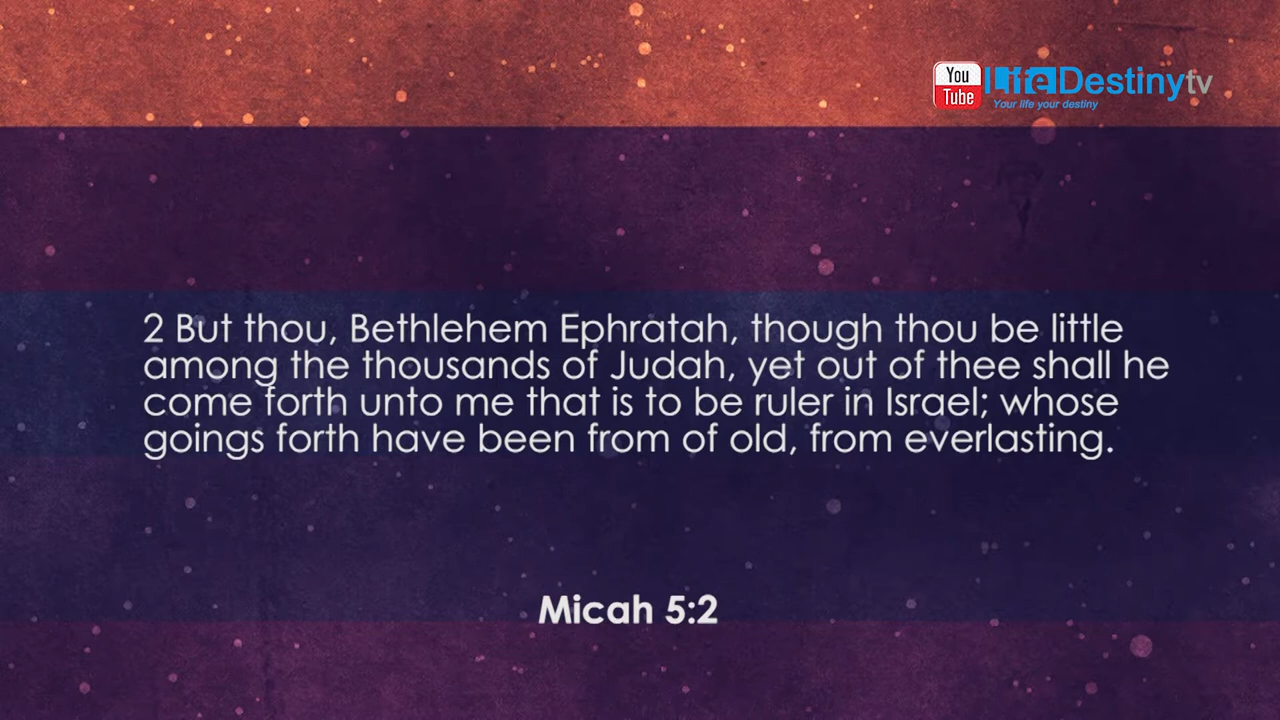 You
Tube
LifeDestinytv
Your life your destiny
2 But thou, Bethlehem Ephratah, though thou be little
among the thousands of Judah, yet out of thee shall he
come forth unto me that is to be ruler in Israel; whose
goings forth have been from of old, from everlasting.
Micah 5:2